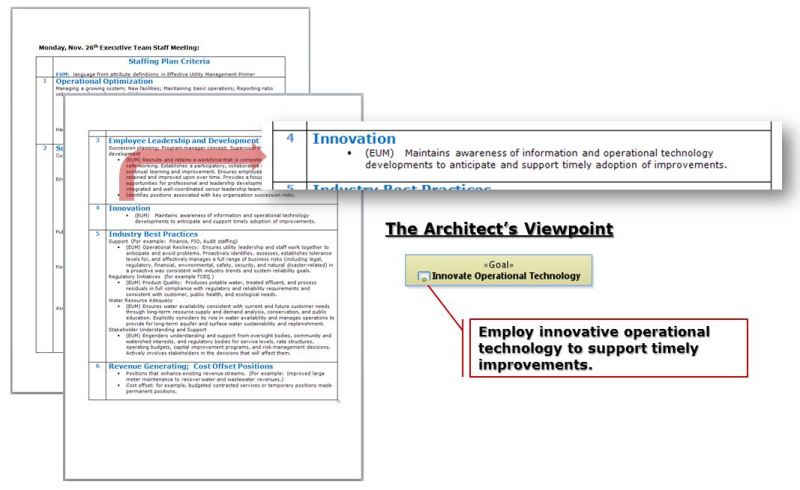 Monday, Nov. 26th Executive Team Staff Meeting:
Staffing Plan Criteria
EUM: language from attribute definitions in Effective Utility Management Primer
1 Operational Optimization
Managing a growing system; New facilities; Maintaining basic operations; Reporting ratio
2
3 Employee Leadership and Development
Succession planning; Program manager concept; Supervisor
development
• (EUM) Recruits and retains a workforce that is
safe-working. Establishes a participatory, collaborative
continual learning and improvement. Ensures employee
retained and improved upon over time. Provides a
opportunities for professional and leadership
integrated and well-coordinated senior leadership team.
Identifies positions associated with key organization succession risks.
4 Innovation
• (EUM) Maintains awareness of information and operational technology
developments to anticipate and support timely adoption of improvements.
5 Industry Best Practices
Support (For example: Finance, PIO, Audit staffing)
• (EUM) Operational Resiliency: Ensures utility leadership and staff work together to
anticipate and avoid problems. Proactively identifies, assesses, establishes tolerance
levels for, and effectively manages a full range of business risks (including legal,
regulatory, financial, environmental, safety, security, and natural disaster-related) in
a proactive way consistent with industry trends and system reliability goals.
Regulatory Initiatives (for example TCEQ )
• (EUM) Product Quality: Produces potable water, treated effluent, and process
residuals in full compliance with regulatory and reliability requirements and
consistent with customer, public health, and ecological needs.
Water Resource Adequacy
• (EUM) Ensures water availability consistent with current and future customer needs
through long-term resource supply and demand analysis, conservation, and public
education. Explicitly considers its role in water availability and manages operations to
provide for long-term aquifer and surface water sustainability and replenishment.
Stakeholder Understanding and Support
• (EUM) Engenders understanding and support from oversight bodies, community and
watershed interests, and regulatory bodies for service levels, rate structures,
operating budgets, capital improvement programs, and risk management decisions.
Actively involves stakeholders in the decisions that will affect them.
6 Revenue Generating; Cost Offset Positions
• Positions that enhance existing revenue streams. (For example: Improved large
meter maintenance to recover water and wastewater revenues.)
• Cost offset: for example, budgeted contracted services or temporary positions made
permanent positions.
4 Innovation
• (EUM) Maintains awareness of information and operational technology
developments to anticipate and support timely adoption of improvements.
5 Industry Best Practices
The Architect's Viewpoint
«Goal»
Innovate Operational Technology
Employ innovative operational
technology to support timely
improvements.